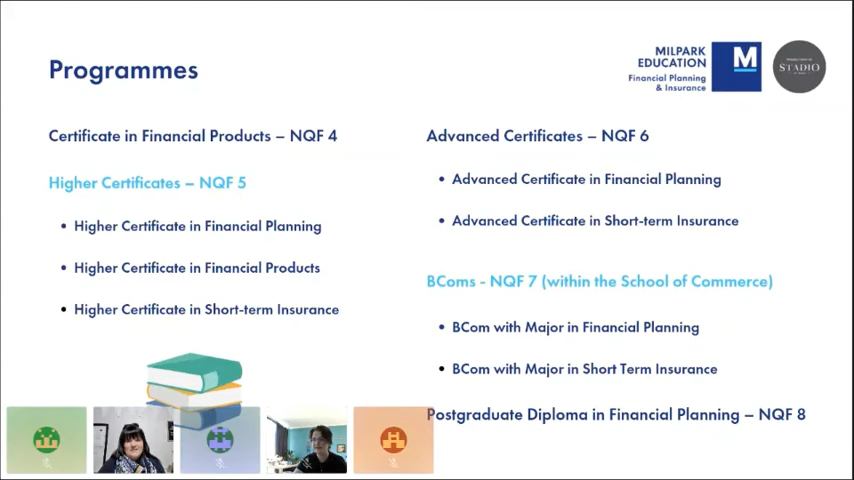 Programmes
MILPARK
EDUCATION
Financial Planning
& Insurance
M
STADIO
Certificate in Financial Products – NQF 4
Higher Certificates – NQF 5
• Higher Certificate in Financial Planning
• Higher Certificate in Financial Products
• Higher Certificate in Short-term Insurance
Advanced Certificates – NQF 6
• Advanced Certificate in Financial Planning
• Advanced Certificate in Short-term Insurance
BComs - NQF 7 (within the School of Commerce)
• BCom with Major in Financial Planning
• BCom with Major in Short Term Insurance
Postgraduate Diploma in Financial Planning – NQF 8